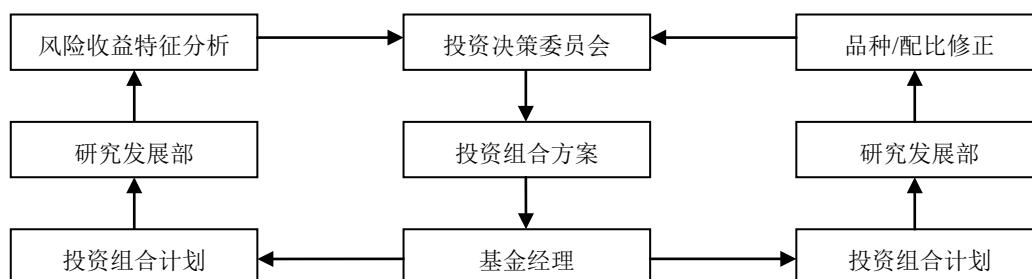 风险收益特征分析
投资决策委员会
品种/配比修正
研究发展部
投资组合方案
研究发展部
投资组合计划
基金经理
投资组合计划